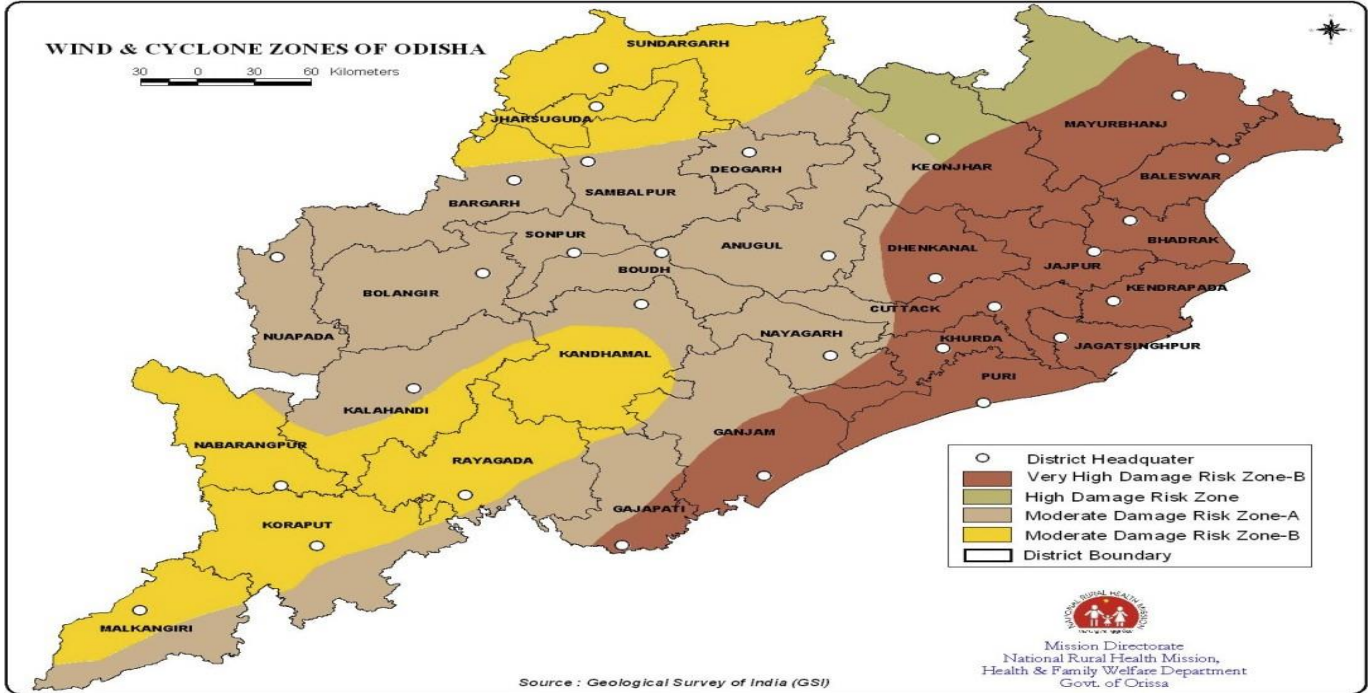 WIND & CYCLONE ZONES OF ODISHA
30 0 30 60 Kilometers
SUNDARGARH
JHARSUGUDA
MAYURBHANJ
DEOGARH
KEONJHAR
SAMBALPUR
BALESWAR
BARGARH
SONPUR
ANUGUL
DHENKANAL
BHADRAK
BOUDH
JAJPUR
BOLANGIR
KENDRAPADA
CUTTACK
NUAPADA
NAYAGARH
KHURDA
JAGATSINGHPUR
KANDHAMAL
PURI
KALAHANDI
GANJAM
NABARANGPUR
RAYAGADA
GAJAPATI
KORAPUT
MALKANGIRI
District Headquater
Very High Damage Risk Zone-B
High Damage Risk Zone
Moderate Damage Risk Zone-A
Moderate Damage Risk Zone-B
District Boundary
NATIONAL RURAL HEALTH MISSION
Mission Directorate
National Rural Health Mission,
Health & Family Welfare Department
Govt. of Orissa
Source : Geological Survey of India (GSI)